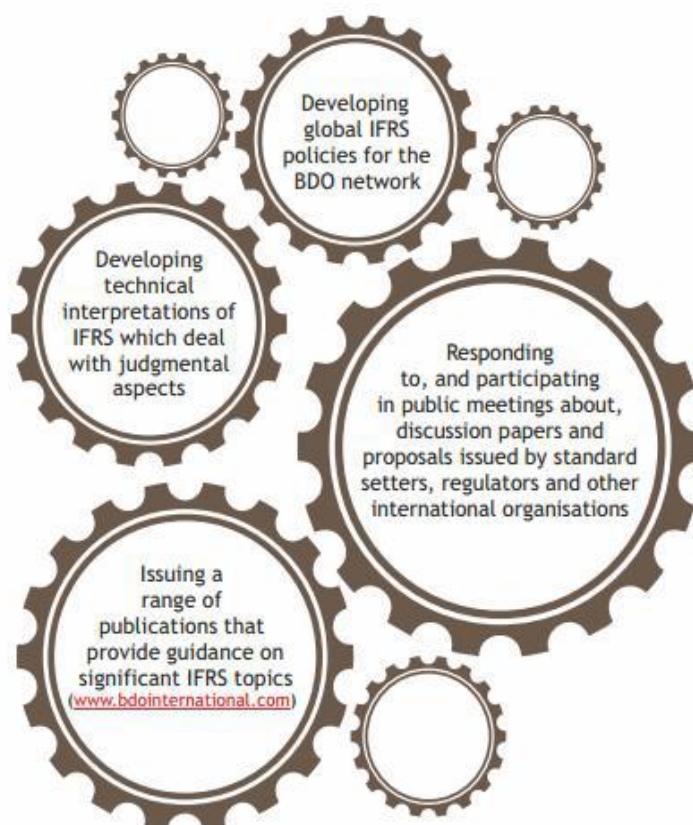 Developing
global IFRS
policies for the
BDO network
Developing
technical
interpretations of
IFRS which deal
with judgmental
aspects
Responding
to, and participating
in public meetings about,
discussion papers and
proposals issued by standard
setters, regulators and other
international organisations
Issuing a
range of
publications that
provide guidance on
significant IFRS topics
(www.bdointernational.com)